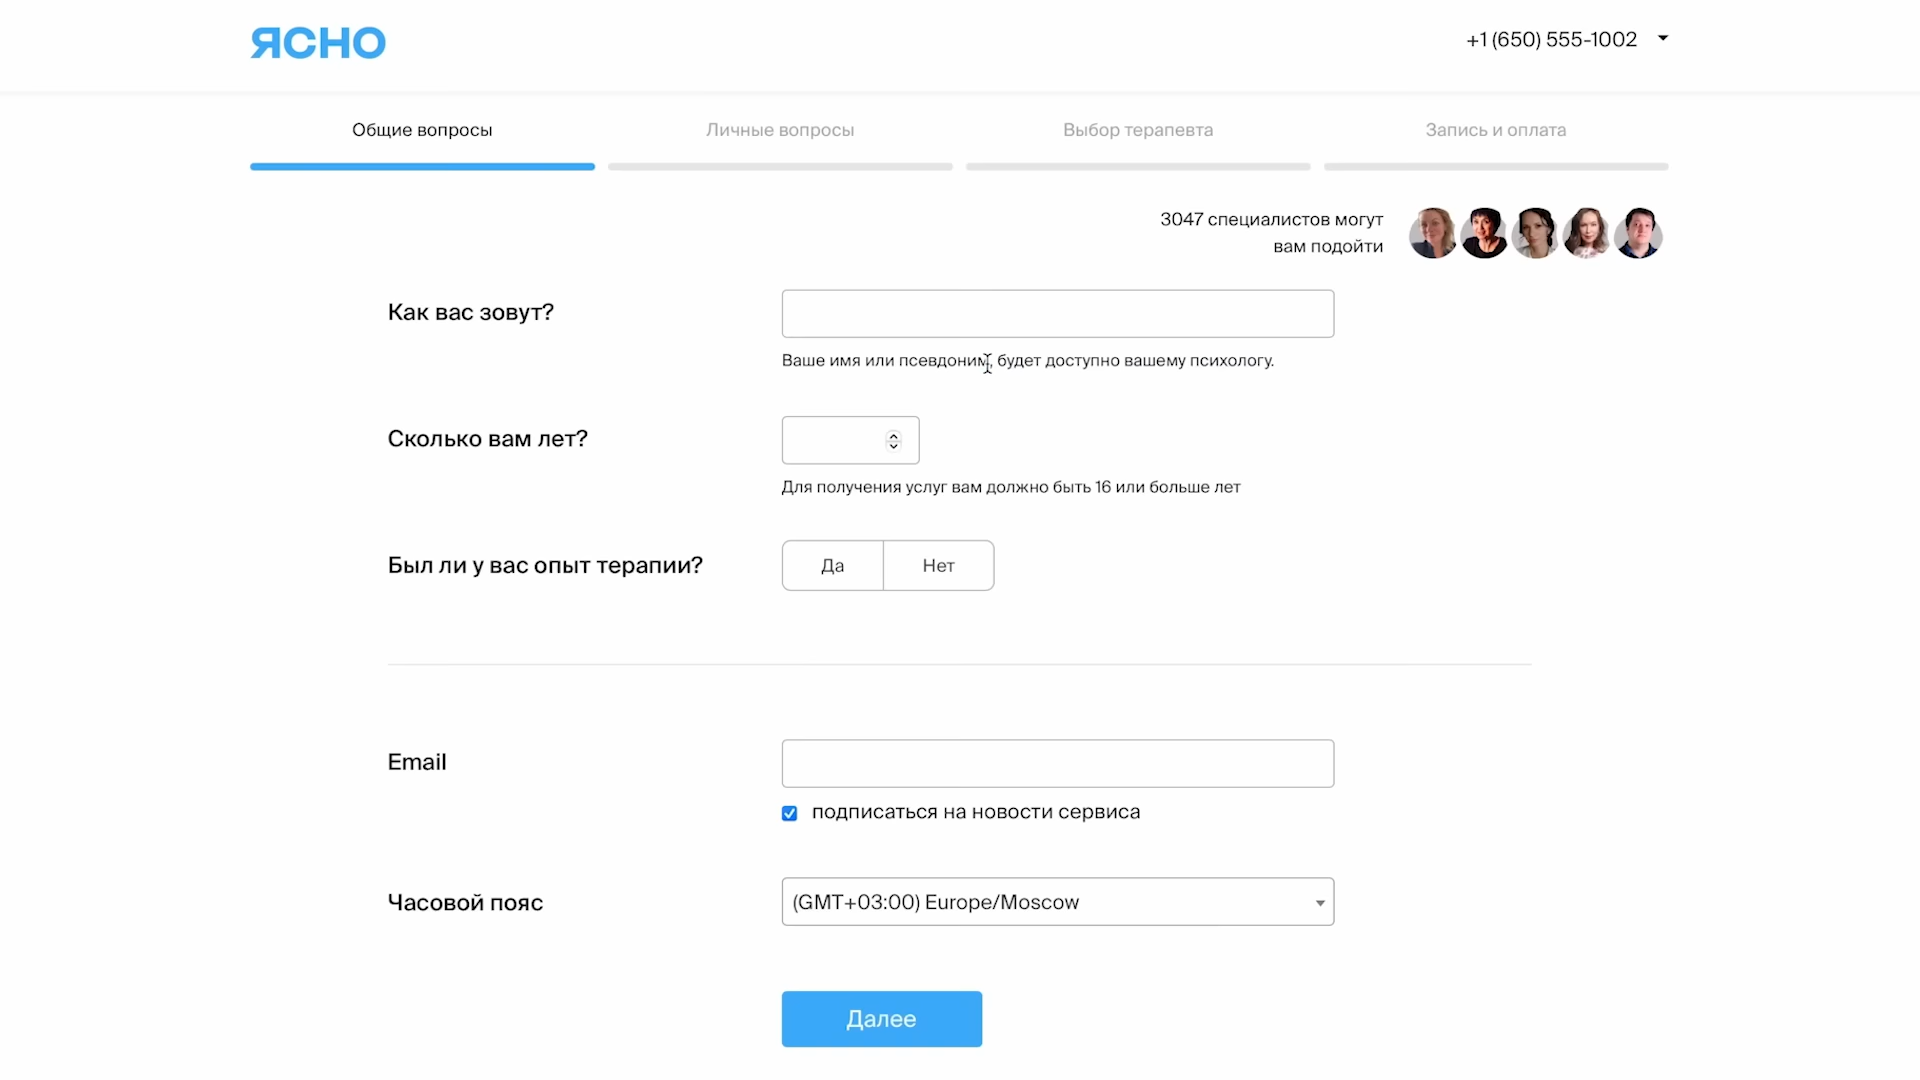 ЯСНО
+1 (650) 555-1002
Общие вопросы
Личные вопросы
Выбор терапевта
Запись и оплата
3047 специалистов могут
вам подойти
Как вас зовут?
Ваше имя или псевдоним, будет доступно вашему психологу.
Сколько вам лет?
Для получения услуг вам должно быть 16 или больше лет
Был ли у вас опыт терапии?
Да
Нет
Email
подписаться на новости сервиса
Часовой пояс
(GMT+03:00) Europe/Moscow
Далее